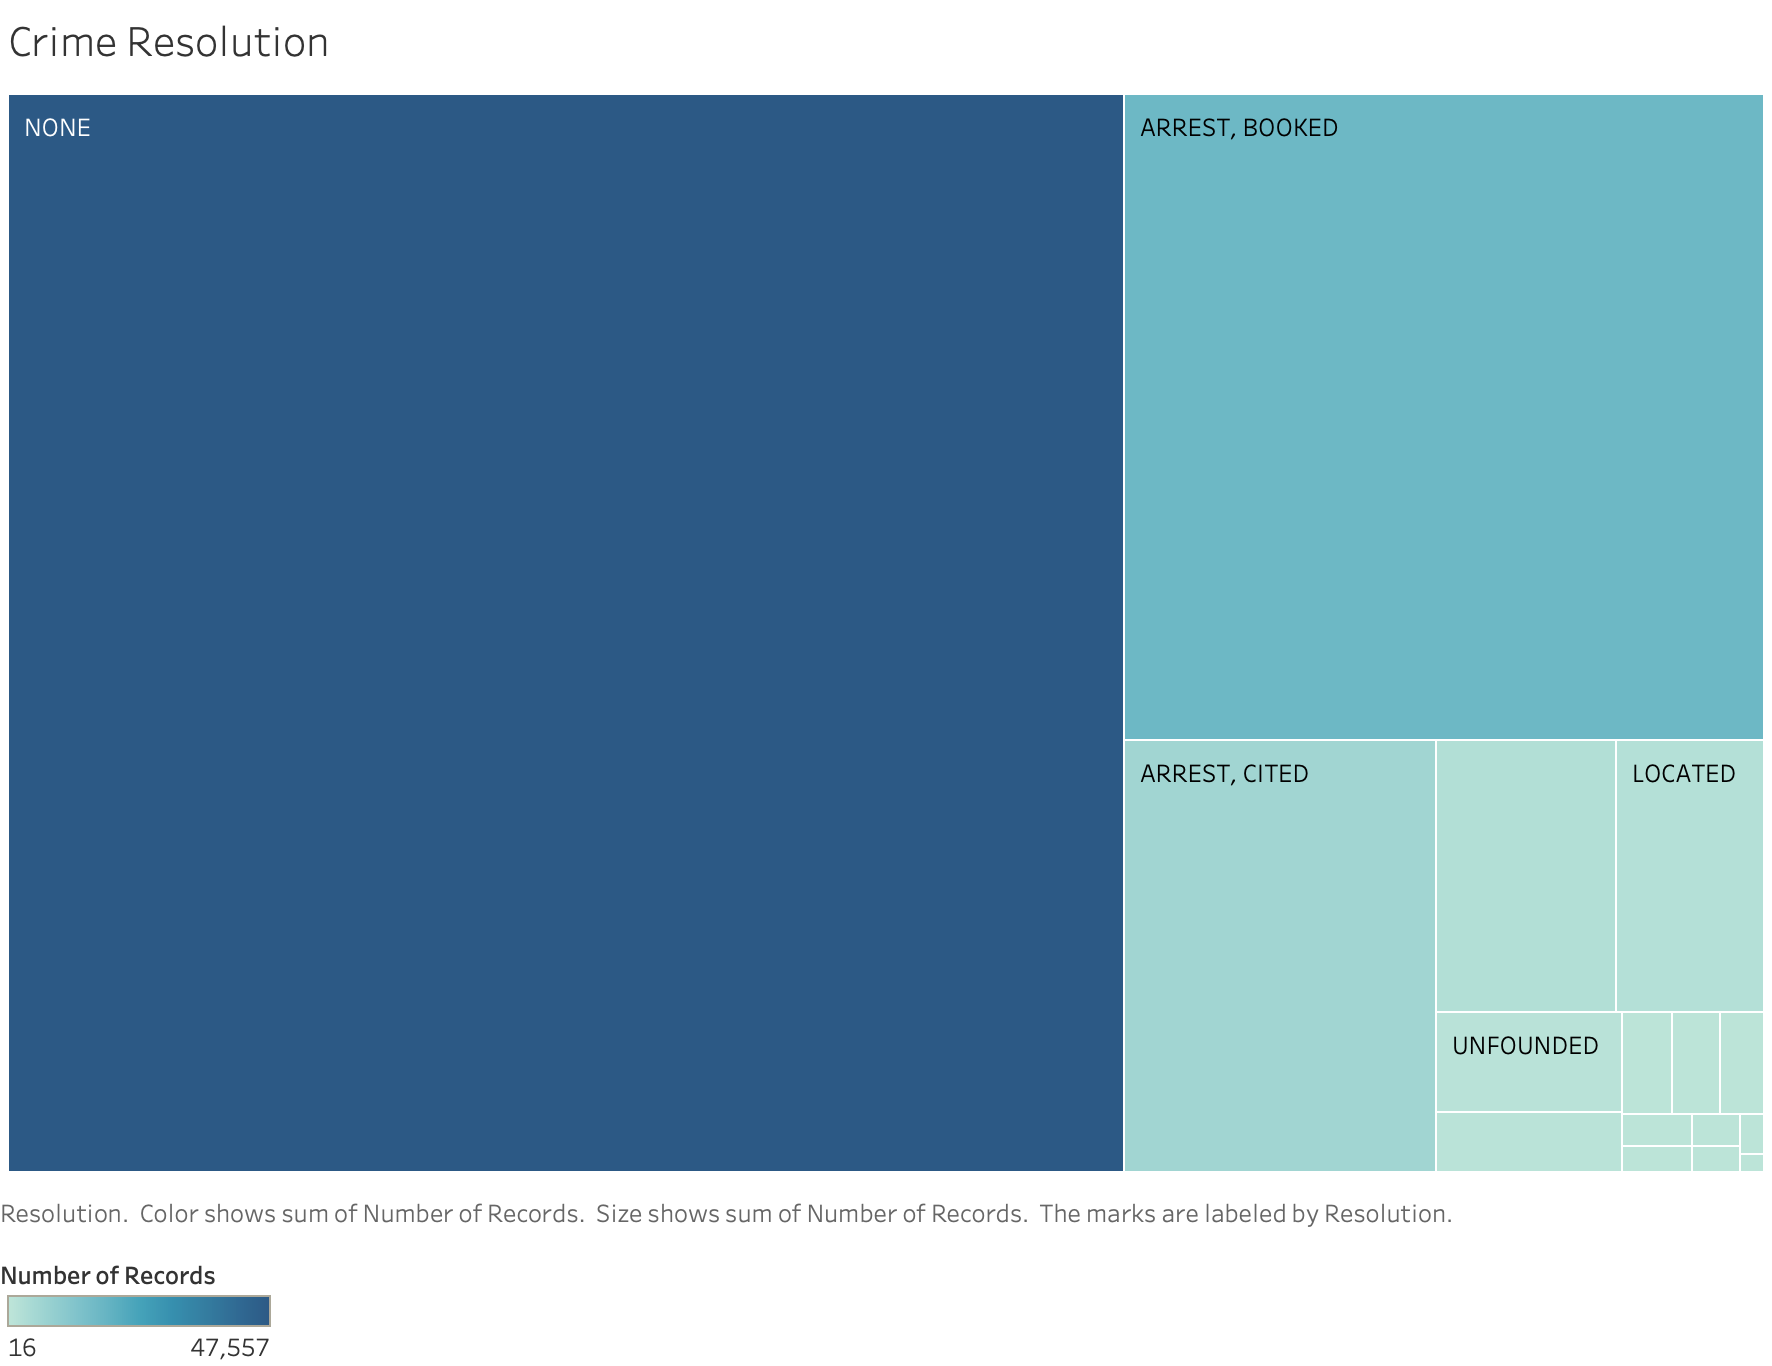 Crime Resolution
NONE
ARREST, BOOKED
ARREST, CITED
LOCATED
UNFOUNDED
Resolution.  Color shows sum of Number of Records.  Size shows sum of Number of Records.  The marks are labeled by Resolution.
Number of Records
16
47,557